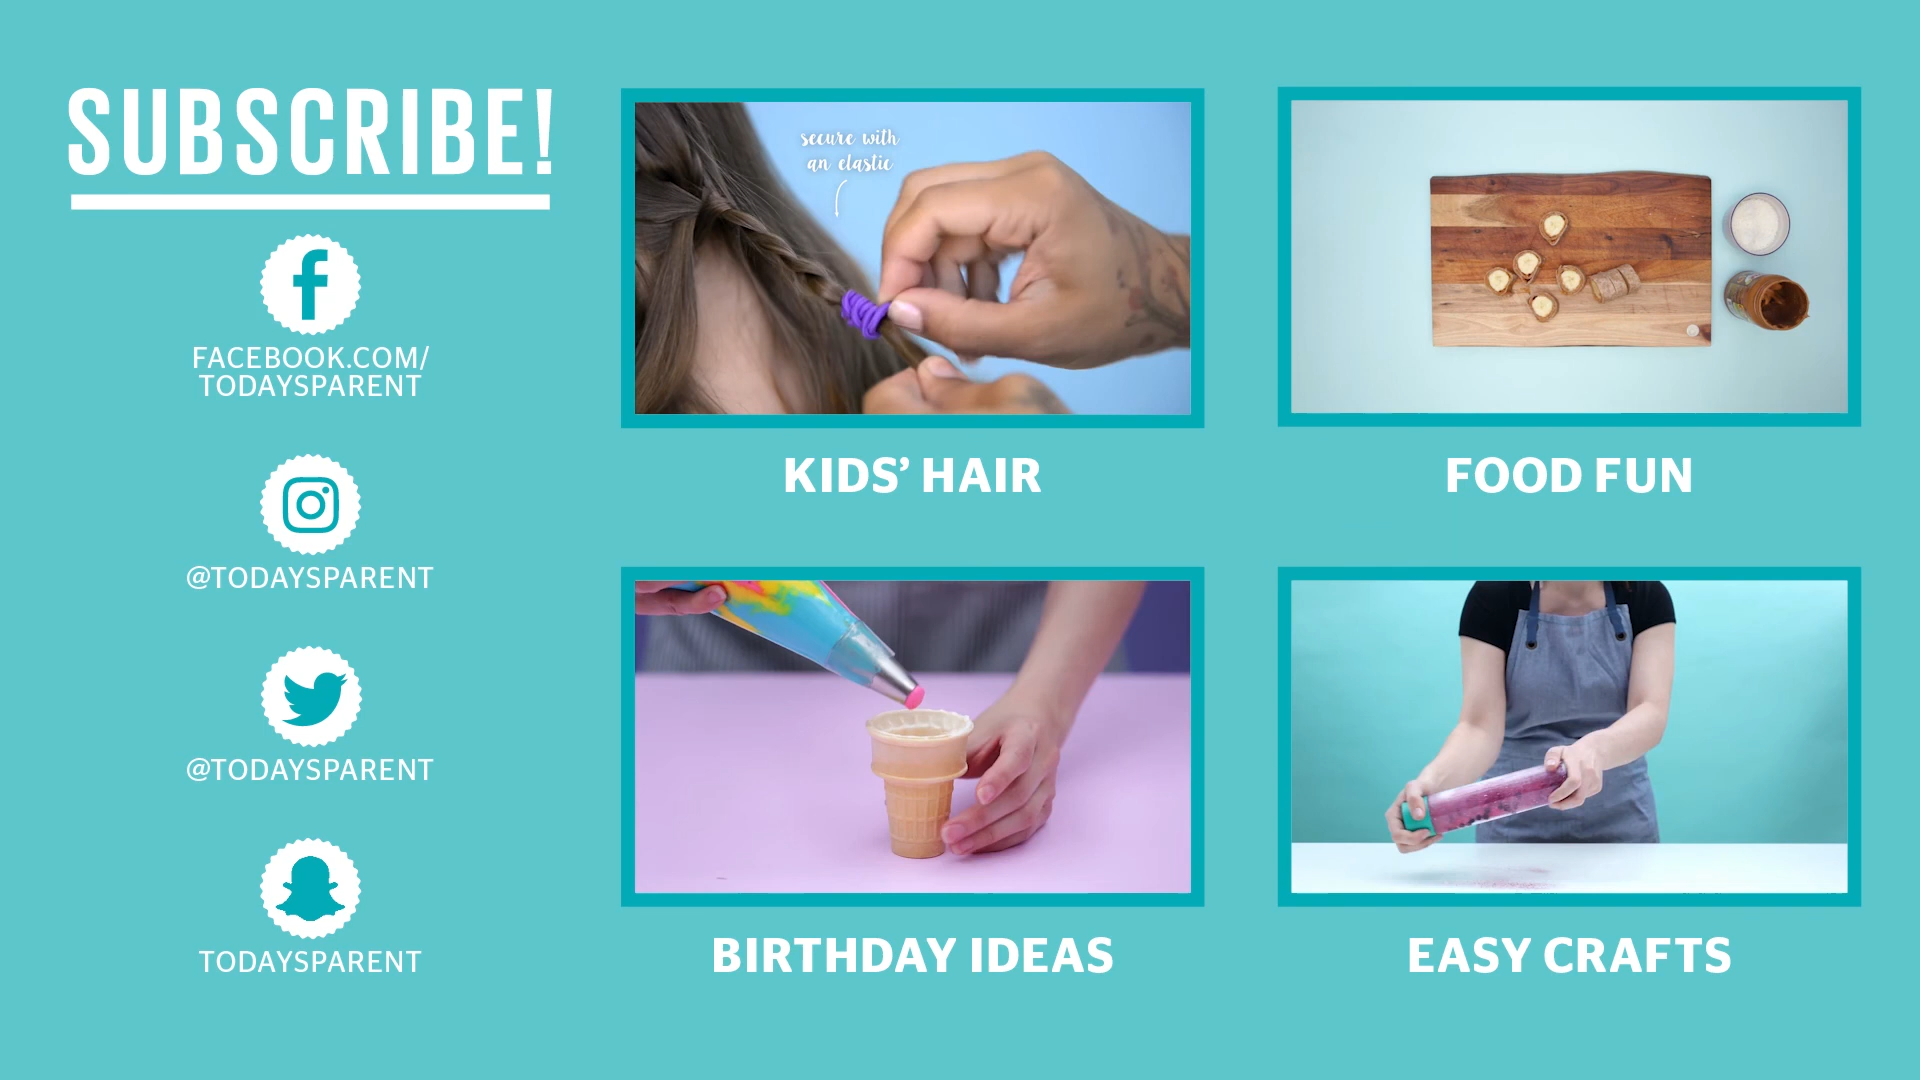 SUBSCRIBE!
FACEBOOK.COM/
TODAYSPARENT
@TODAYSPARENT
@TODAYSPARENT
TODAYSPARENT
secure with
an elastic
KIDS’ HAIR
FOOD FUN
BIRTHDAY IDEAS
EASY CRAFTS